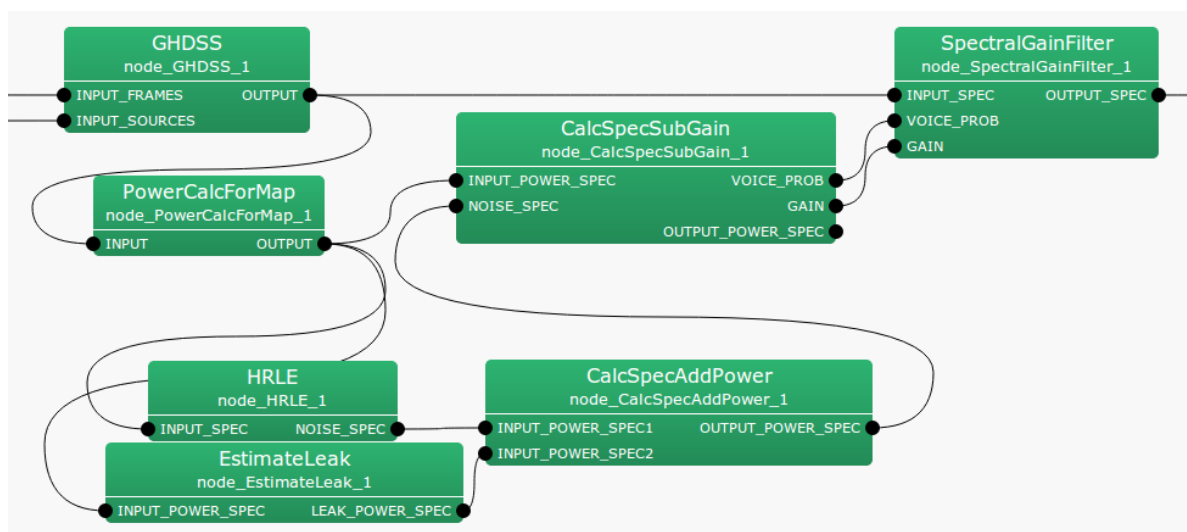 GHDSS
node_GHDSS_1
INPUT_FRAMES OUTPUT
INPUT_SOURCES
SpectralGainFilter
node_SpectralGainFilter_1
INPUT_SPEC OUTPUT_SPEC
VOICE_PROB
GAIN
CalcSpecSubGain
node_CalcSpecSubGain_1
INPUT_POWER_SPEC VOICE_PROB
NOISE_SPEC GAIN
OUTPUT_POWER_SPEC
PowerCalcForMap
node_PowerCalcForMap_1
INPUT OUTPUT
HRLE
node_HRLE_1
INPUT_SPEC NOISE_SPEC
CalcSpecAddPower
node_CalcSpecAddPower_1
INPUT_POWER_SPEC1 OUTPUT_POWER_SPEC
INPUT_POWER_SPEC2
EstimateLeak
node_EstimateLeak_1
INPUT_POWER_SPEC LEAK_POWER_SPEC